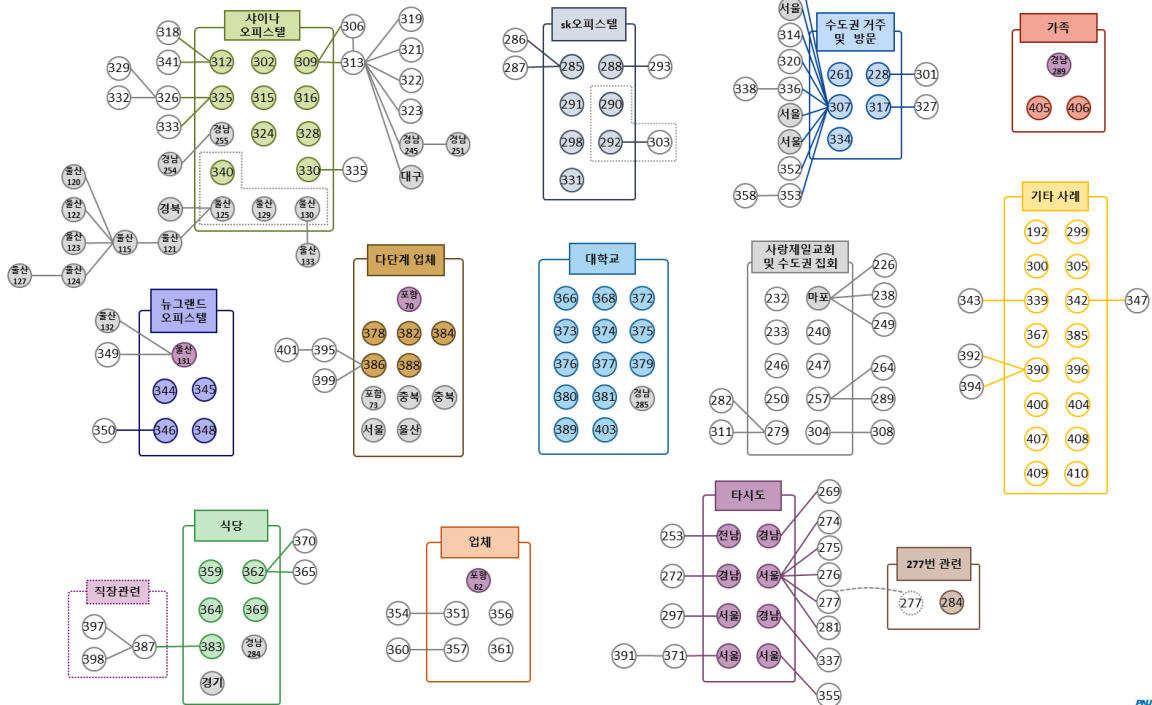 샤이나
오피스텔
318
341
312
302
309
306
313
319
321
322
323
329
332
326
333
325
315
316
324
328
경남
255
경남
254
340
330
335
경남
245
경남
251
대구
경북
울산
125
울산
129
울산
130
울산
133
울산
120
울산
122
울산
123
울산
124
울산
127
울산
115
울산
121
sk오피스텔
286
287
285
288
293
291
290
298
292
303
331
수도권 거주
및 방문
서울
314
320
338
336
서울
서울
352
358
353
261
228
301
307
317
327
334
가족
경남
289
405
406
뉴그랜드
오피스텔
울산
132
349
울산
131
344
345
350
346
348
다단계 업체
포항
70
378
382
384
401
395
399
386
388
포항
73
충북
충북
서울
울산
대학교
366
368
372
373
374
375
376
377
379
380
381
경남
285
389
403
사랑제일교회
및 수도권 집회
232
마포
226
238
249
233
240
246
247
250
257
264
289
282
311
279
304
308
기타 사례
192
299
300
305
343
339
342
347
367
385
392
394
390
396
400
404
407
408
409
410
식당
359
362
370
365
364
369
383
경남
284
경기
직장관련
397
398
387
업체
포항
62
354
351
356
360
357
361
타시도
253
전남
경남
269
272
경남
서울
274
275
276
277
281
297
서울
경남
337
391
371
서울
서울
355
277번 관련
277
284
PNU